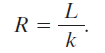 R = L/k.